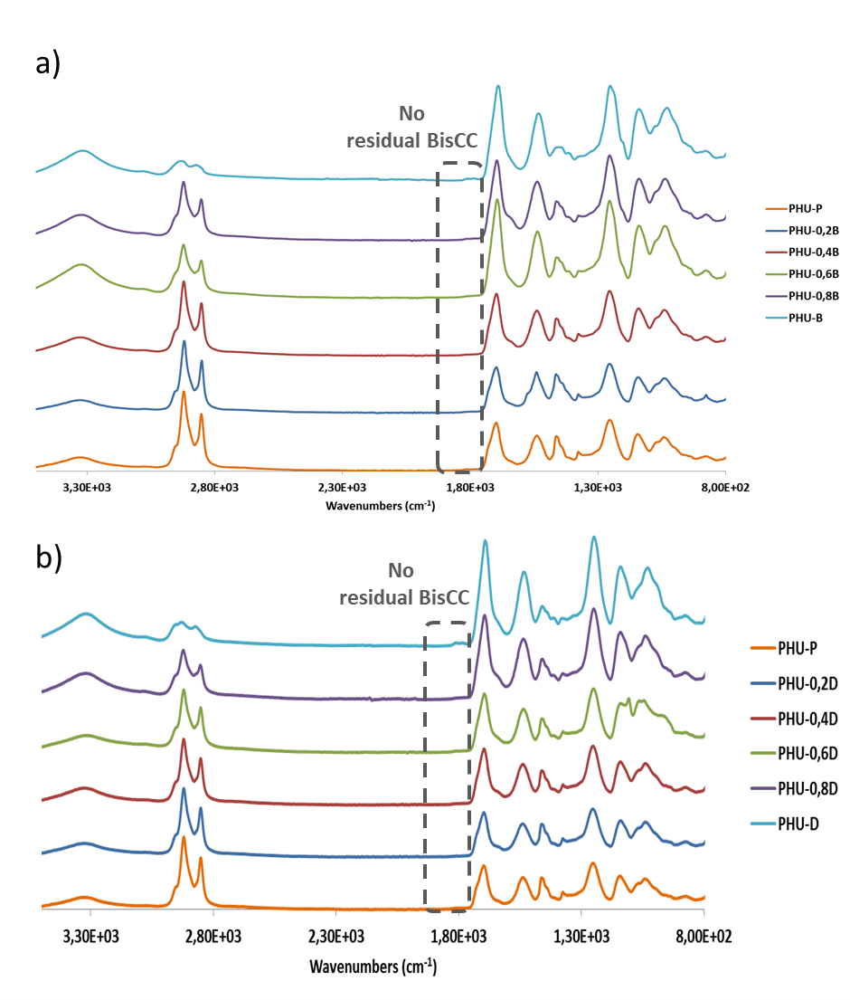 a)
No
residual BisCC
PHU-P
PHU-0,2B
PHU-0,4B
PHU-0,6B
PHU-0,8B
PHU-B
3,30E+03 2,80E+03 2,30E+03 1,80E+03 1,30E+03 8,00E+02
Wavenumbers (cm-1)
b)
No
residual BisCC
PHU-P
PHU-0,2D
PHU-0,4D
PHU-0,6D
PHU-0,8D
PHU-D
3,30E+03 2,80E+03 2,30E+03 1,80E+03 1,30E+03 8,00E+02
Wavenumbers (cm-1)